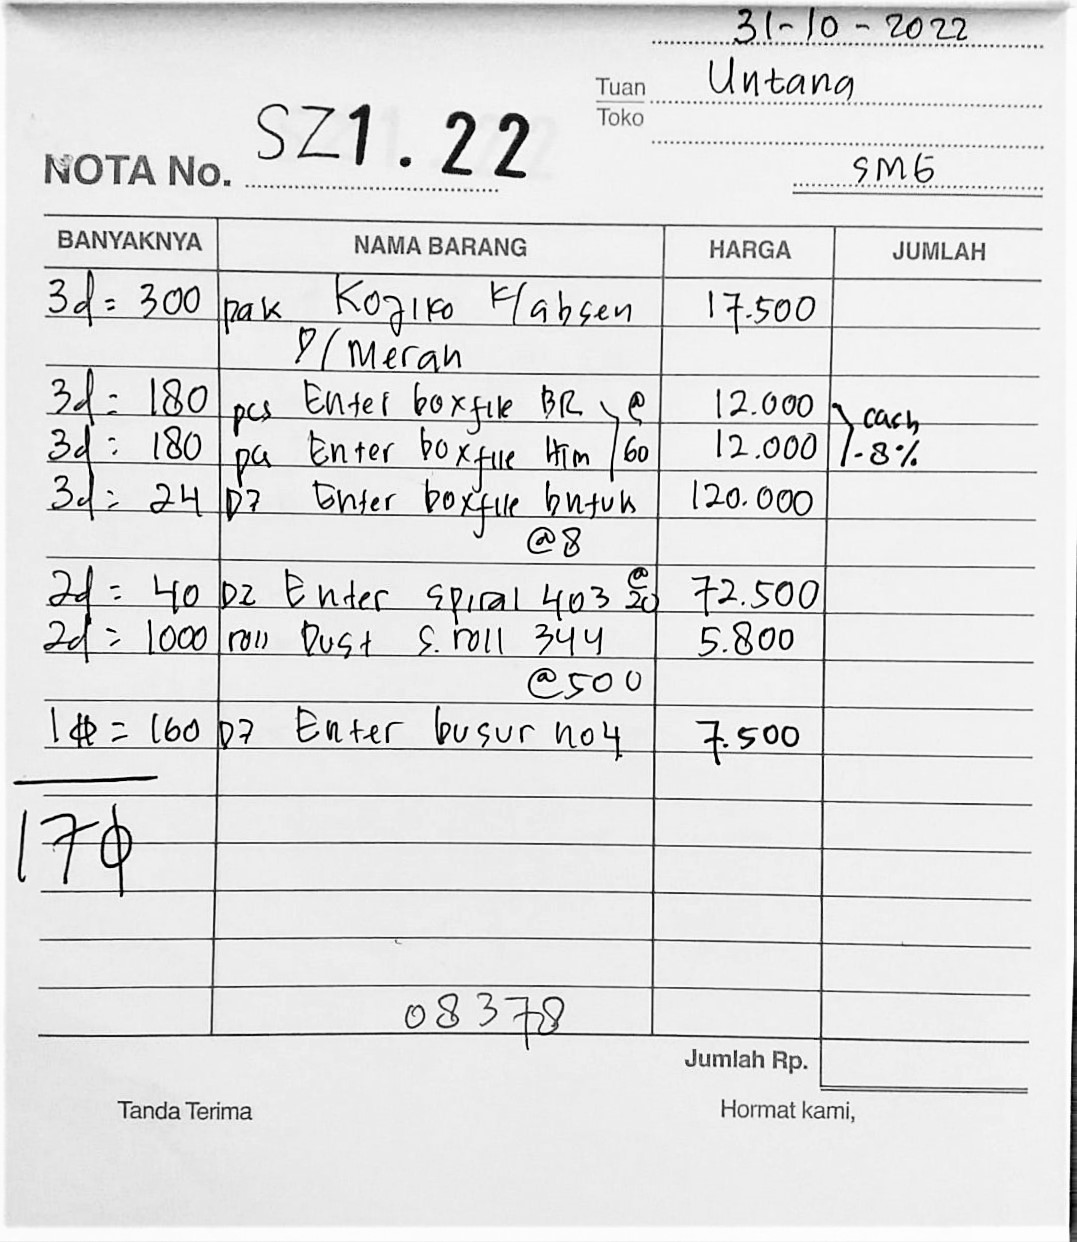 31-10-2022
Tuan Untang
Toko
SMG
NOTA No. SZ1.22
BANYAKNYA NAMA BARANG HARGA JUMLAH
3d = 300 pak Kojiko K/absen 17.500
P/Merah
3d = 180 pcs Enter boxfile BR @ 12.000 cash
3d = 180 pcs Enter boxfile Htm 60 12.000 -8%
3d = 24 DZ Enter boxfile bntuk 120.000
@8
2d = 40 DZ Enter spiral 403 @20 72.500
2d = 1000 roll Dust S. roll 344 5.800
@500
1 = 160 DZ Enter busur no4 7.500
17
08378
Jumlah Rp.
Tanda Terima Hormat kami,